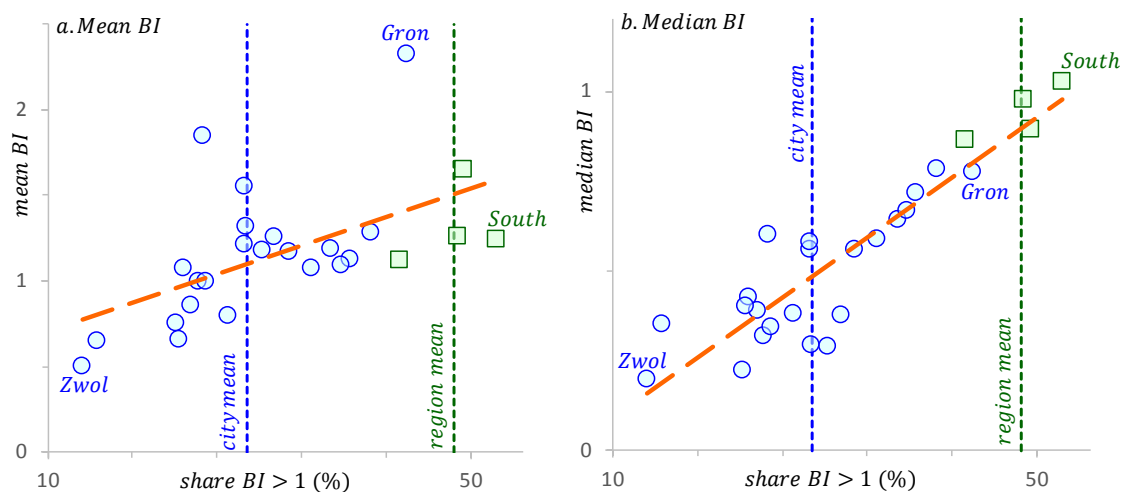 a. Mean BI
Gron
2
mean BI
1
South
Zwol
city mean
region mean
0
10
share BI > 1 (%)
50
b. Median BI
South
1
city mean
median BI
Gron
Zwol
region mean
0
10
share BI > 1 (%)
50